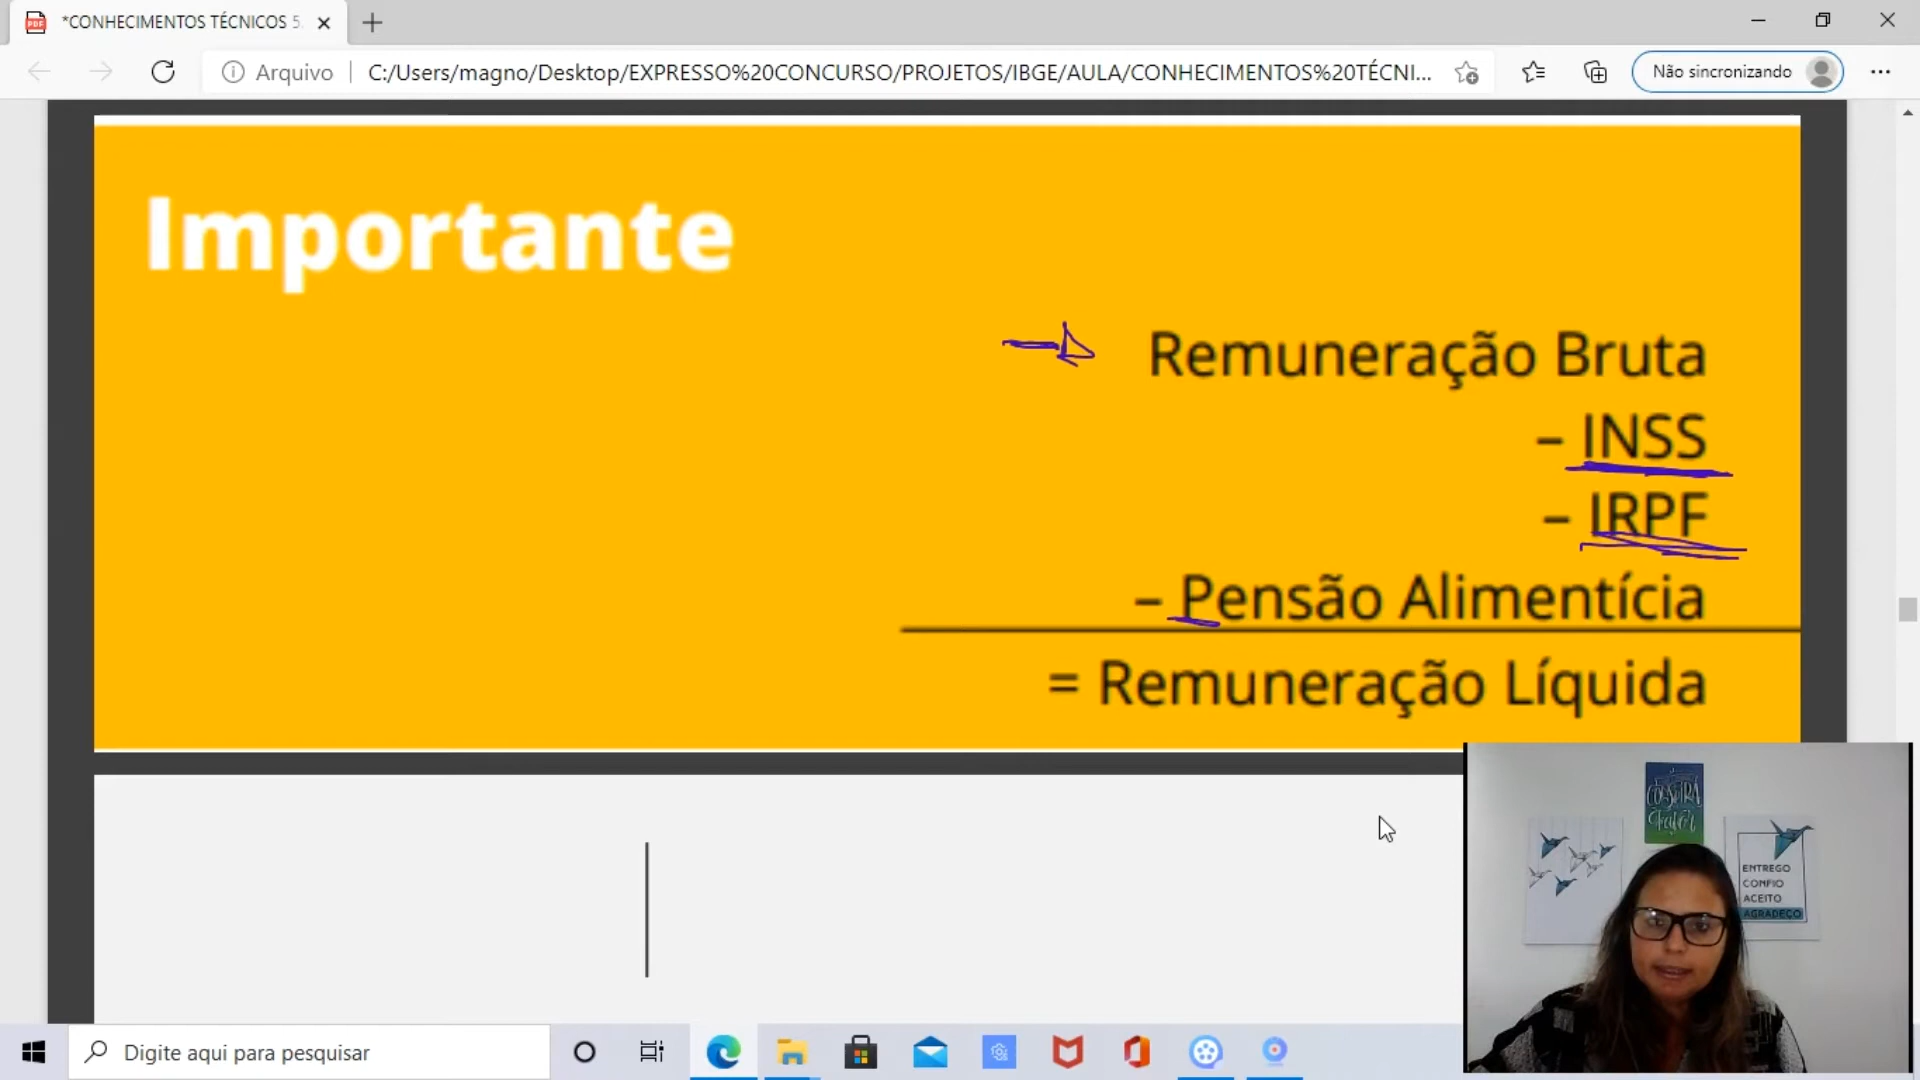 *CONHECIMENTOS TÉCNICOS 5.
Arquivo
C:/Users/magno/Desktop/EXPRESSO%20CONCURSO/PROJETOS/IBGE/AULA/CONHECIMENTOS%20TÉCNI...
Não sincronizando
Importante
Remuneração Bruta
– INSS
– IRPF
– Pensão Alimentícia
= Remuneração Líquida
ENTREGO
CONFIO
ACEITO
AGRADEÇO
Digite aqui para pesquisar